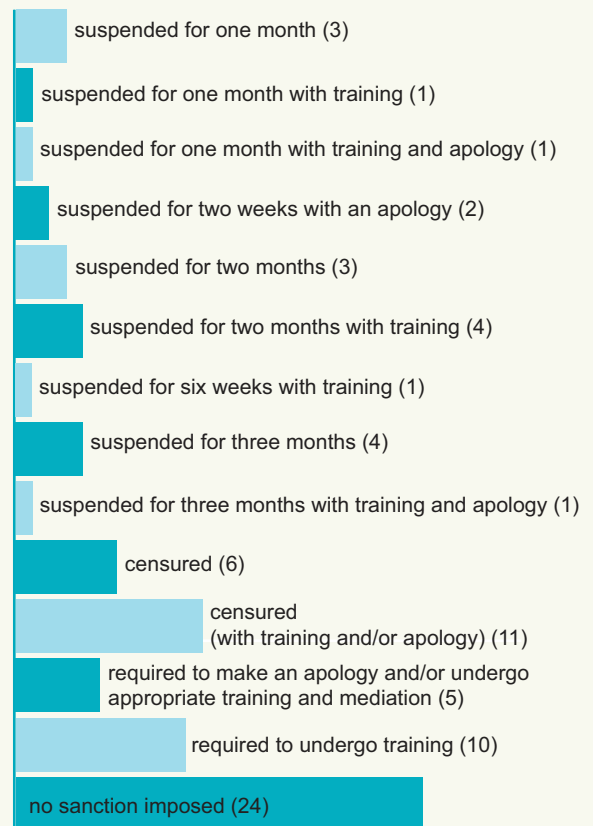 suspended for one month (3)
suspended for one month with training (1)
suspended for one month with training and apology (1)
suspended for two weeks with an apology (2)
suspended for two months (3)
suspended for two months with training (4)
suspended for six weeks with training (1)
suspended for three months (4)
suspended for three months with training and apology (1)
censured (6)
censured
(with training and/or apology) (11)
required to make an apology and/or undergo
appropriate training and mediation (5)
required to undergo training (10)
no sanction imposed (24)